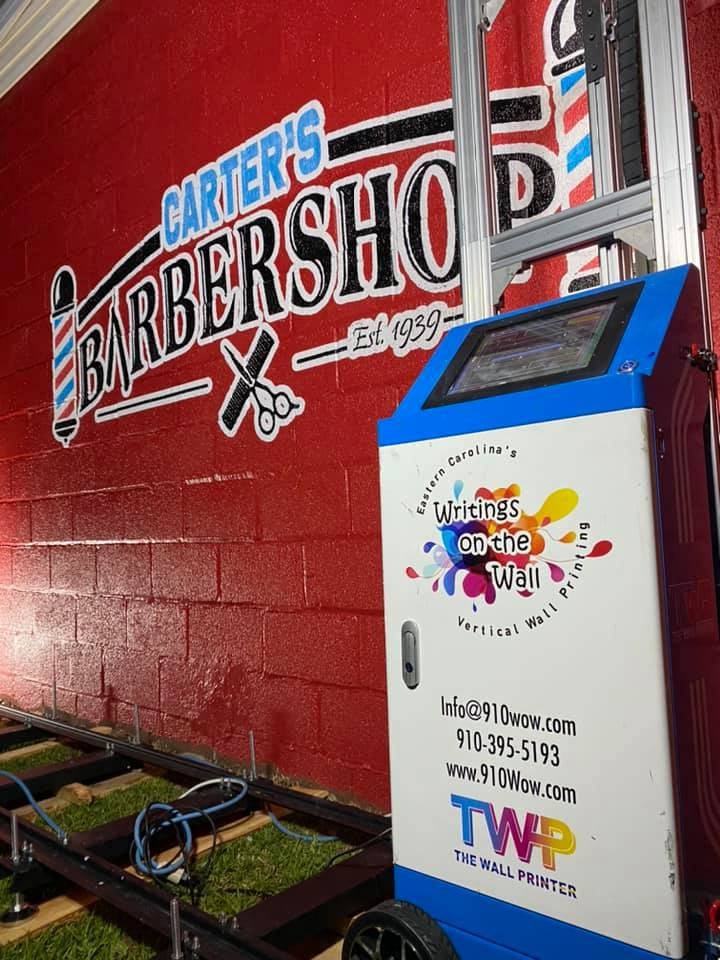 CARTER'S
BARBERSHOP
Est. 1939
Eastern Carolina's
Writings
on the
Wall
Vertical Wall Printing
Info@910wow.com
910-395-5193
www.910Wow.com
TWP
THE WALL PRINTER
TWP